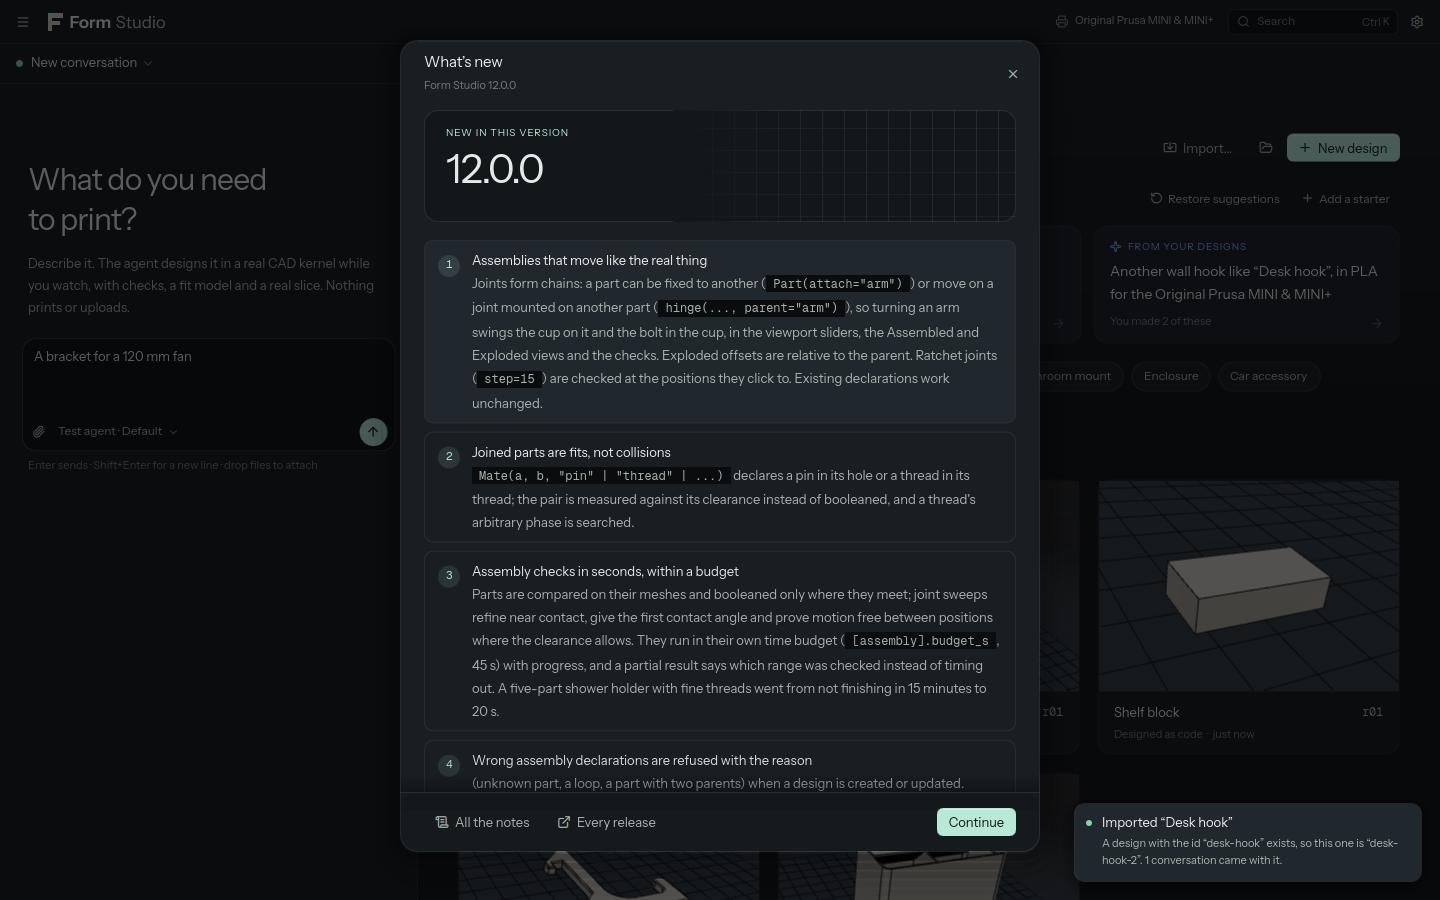 Form Studio
Original Prusa MINI & MINI+
Search
Ctrl K
New conversation
What do you need
to print?
Describe it. The agent designs it in a real CAD kernel while
you watch, with checks, a fit model and a real slice. Nothing
prints or uploads.
A bracket for a 120 mm fan
Test agent · Default
Enter sends · Shift+Enter for a new line · drop files to attach
What's new
Form Studio 12.0.0
NEW IN THIS VERSION
12.0.0
1
Assemblies that move like the real thing
Joints form chains: a part can be fixed to another ( Part(attach="arm") ) or move on a
joint mounted on another part ( hinge(..., parent="arm") ), so turning an arm
swings the cup on it and the bolt in the cup, in the viewport sliders, the Assembled and
Exploded views and the checks. Exploded offsets are relative to the parent. Ratchet joints
( step=15 ) are checked at the positions they click to. Existing declarations work
unchanged.
2
Joined parts are fits, not collisions
Mate(a, b, "pin" | "thread" | ...) declares a pin in its hole or a thread in its
thread; the pair is measured against its clearance instead of booleaned, and a thread's
arbitrary phase is searched.
3
Assembly checks in seconds, within a budget
Parts are compared on their meshes and booleaned only where they meet; joint sweeps
refine near contact, give the first contact angle and prove motion free between positions
where the clearance allows. They run in their own time budget ( [assembly].budget_s ,
45 s) with progress, and a partial result says which range was checked instead of timing
out. A five-part shower holder with fine threads went from not finishing in 15 minutes to
20 s.
4
Wrong assembly declarations are refused with the reason
(unknown part, a loop, a part with two parents) when a design is created or updated.
All the notes
Every release
Continue
Import...
New design
Restore suggestions
Add a starter
FROM YOUR DESIGNS
Another wall hook like “Desk hook”, in PLA
for the Original Prusa MINI & MINI+
You made 2 of these
mount
Enclosure
Car accessory
r01
Shelf block
r01
Designed as code · just now
Imported “Desk hook”
A design with the id “desk-hook” exists, so this one is “desk-
hook-2”. 1 conversation came with it.